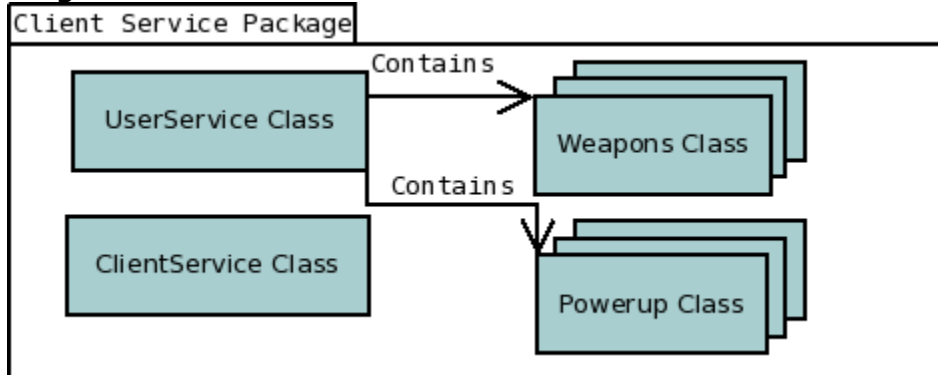 Client Service Package
Contains
UserService Class
Weapons Class
Contains
ClientService Class
Powerup Class